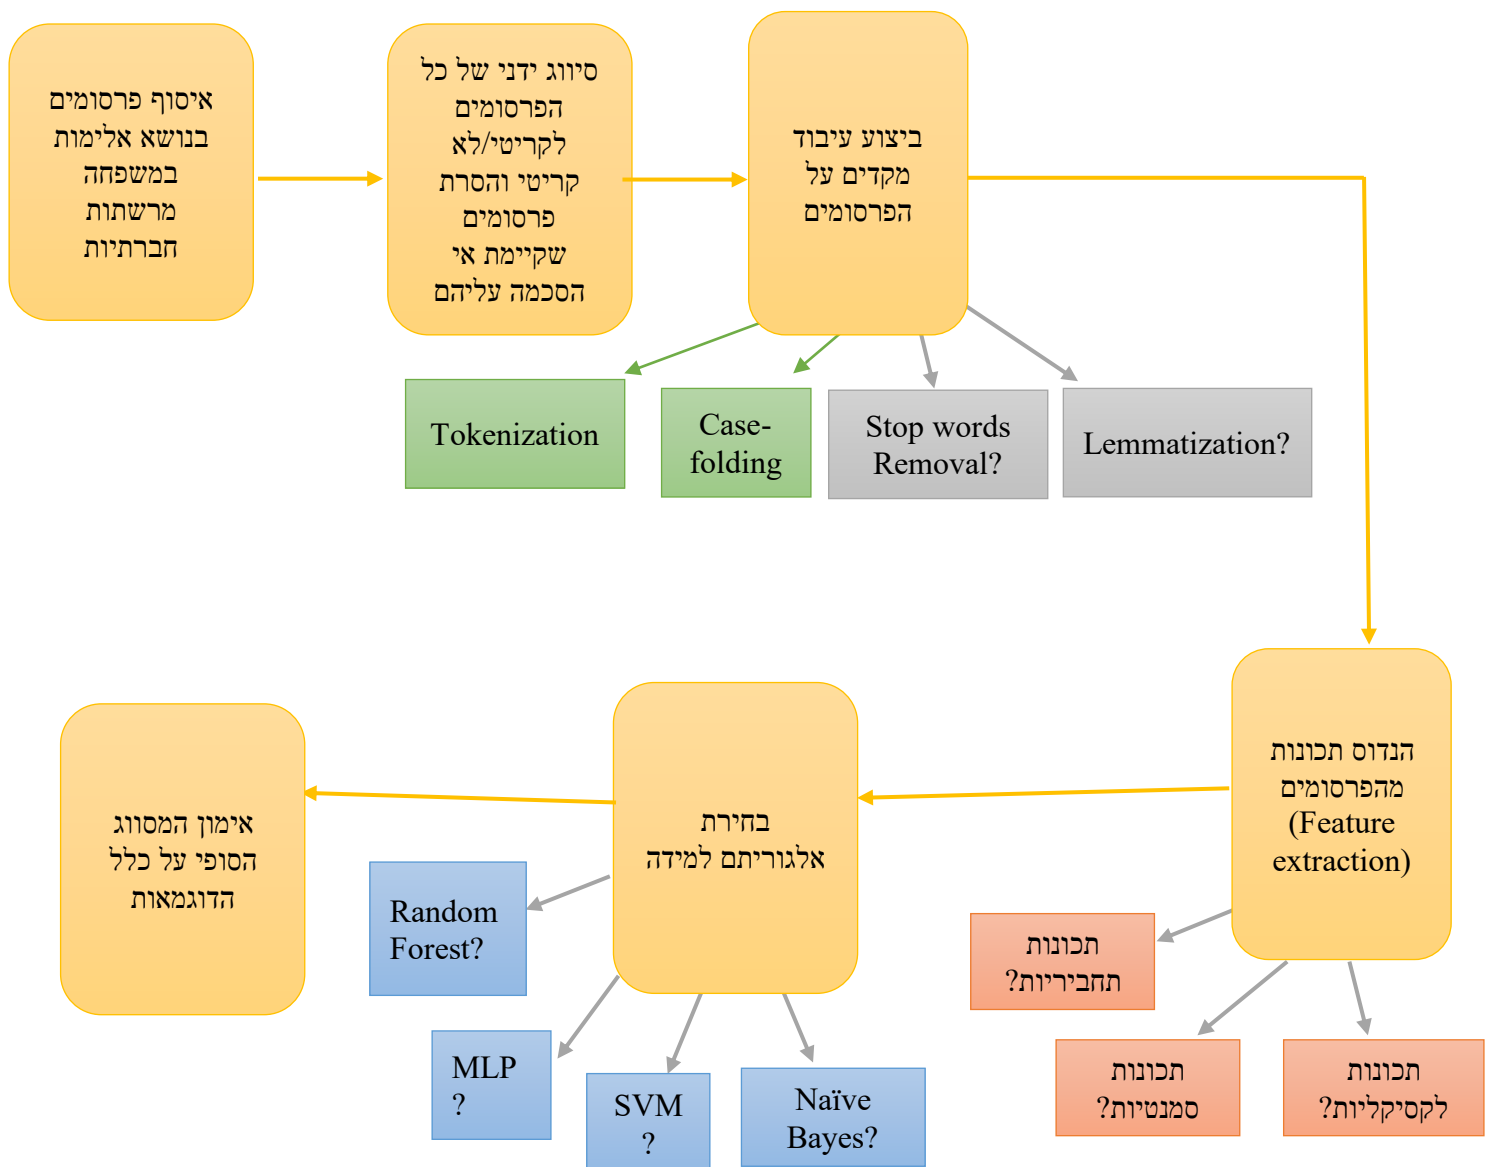 איסוף פרסומים
בנושא אלימות
במשפחה
מרשתות
חברתיות
סיווג ידני של כל
הפרסומים
לקריטי/לא
קריטי והסרת
פרסומים
שקיימת אי
הסכמה עליהם
ביצוע עיבוד
מקדים על
הפרסומים
Tokenization
Case-
folding
Stop words
Removal?
Lemmatization?
הנדוס תכונות
מהפרסומים
(Feature
extraction)
תכונות
תחביריות?
תכונות
סמנטיות?
תכונות
לקסיקליות?
בחירת
אלגוריתם למידה
Random
Forest?
MLP
?
SVM
?
Naïve
Bayes?
אימון המסווג
הסופי על כלל
הדוגמאות